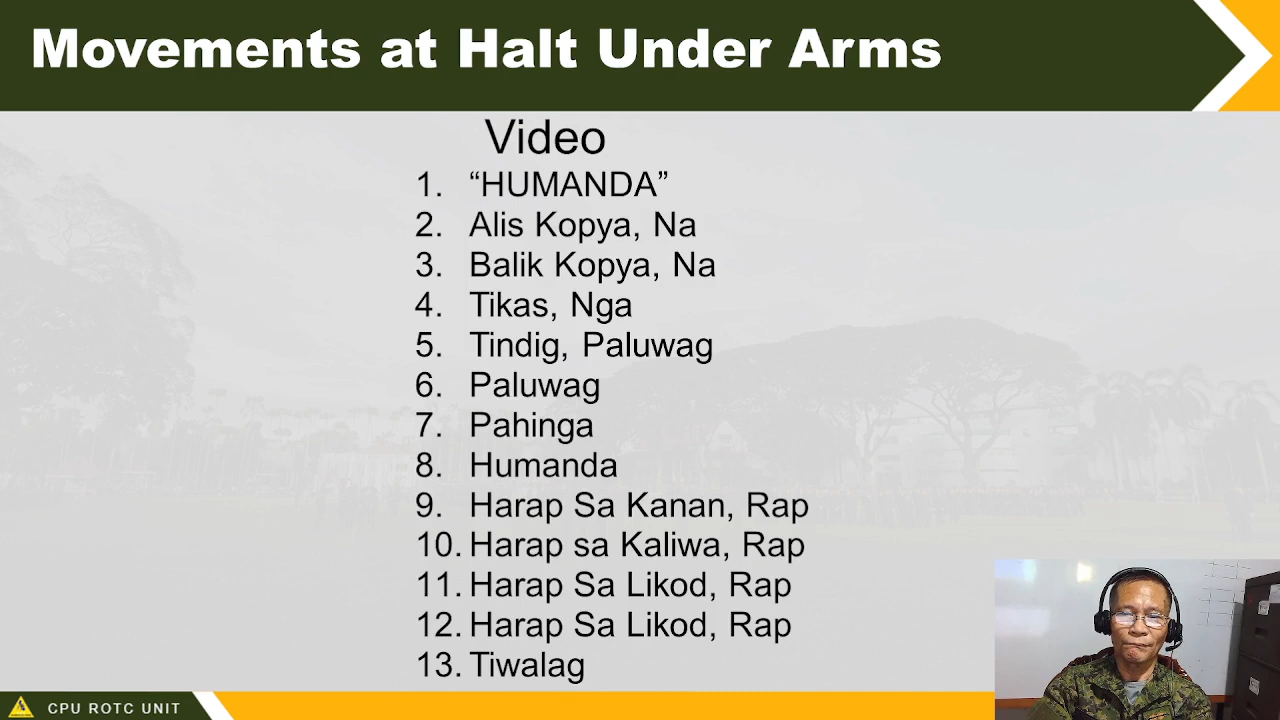 Movements at Halt Under Arms
Video
1. “HUMANDA”
2. Alis Kopya, Na
3. Balik Kopya, Na
4. Tikas, Nga
5. Tindig, Paluwag
6. Paluwag
7. Pahinga
8. Humanda
9. Harap Sa Kanan, Rap
10. Harap sa Kaliwa, Rap
11. Harap Sa Likod, Rap
12. Harap Sa Likod, Rap
13. Tiwalag
CPU ROTC UNIT